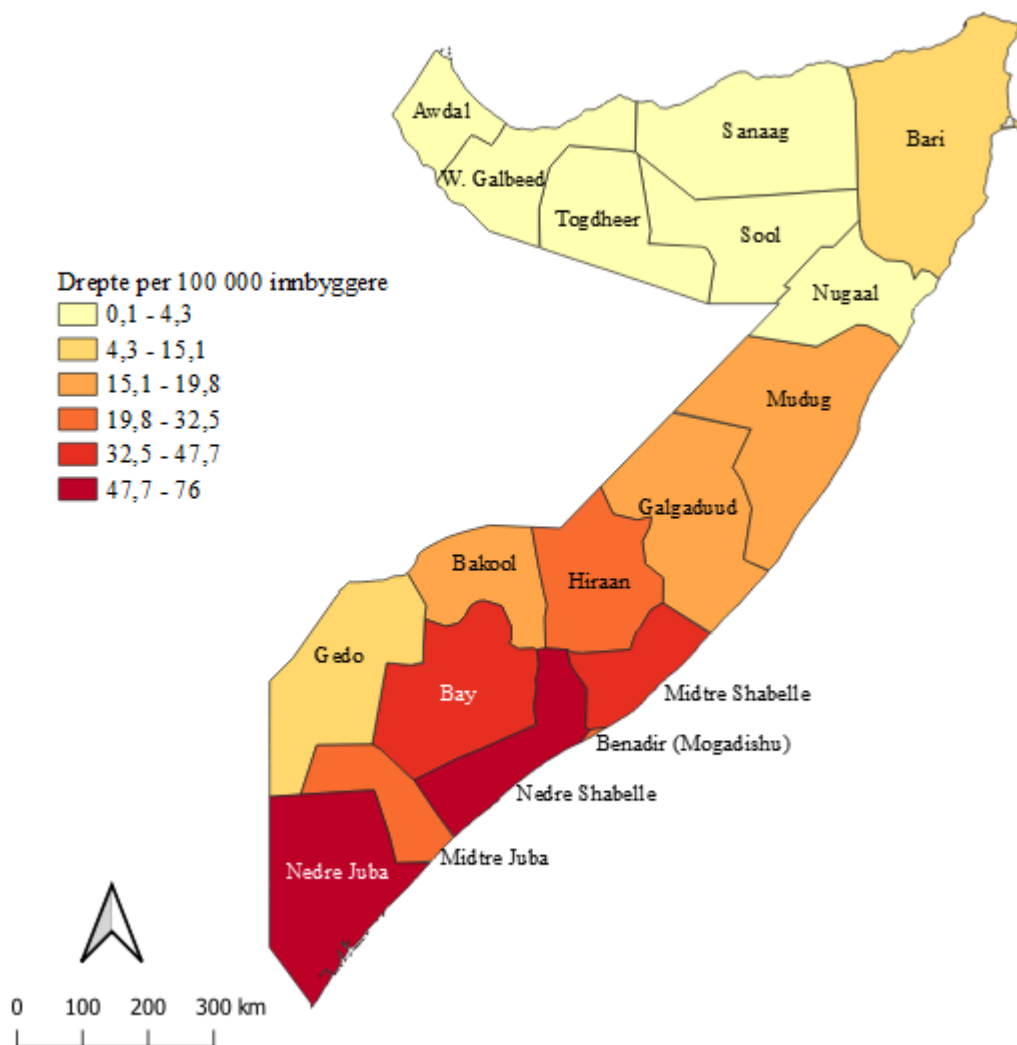 Awdal
Sanaag
Bari
W. Galbeed
Togdheer
Sool
Nugaal
Drepte per 100 000 innbyggere
0,1 - 4,3
4,3 - 15,1
15,1 - 19,8
19,8 - 32,5
32,5 - 47,7
47,7 - 76
Mudug
Galgaduud
Bakool
Hiraan
Gedo
Bay
Midtre Shabelle
Benadir (Mogadishu)
Nedre Shabelle
Midtre Juba
Nedre Juba
0 100 200 300 km